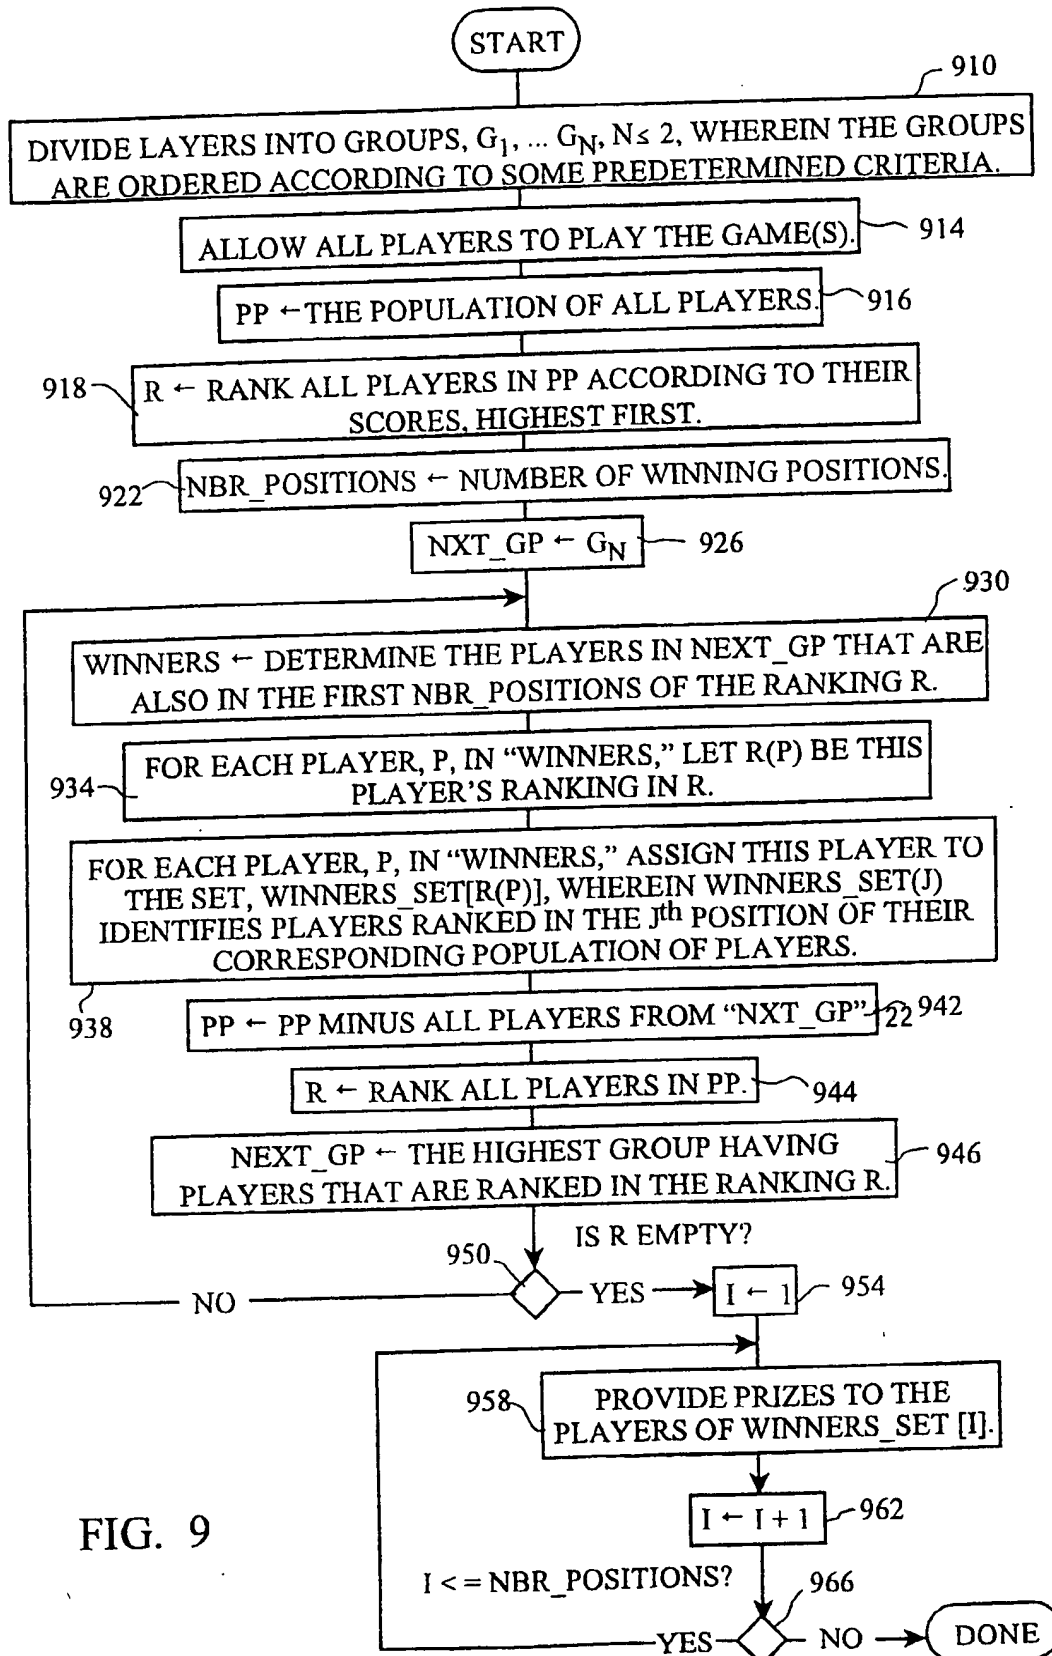 START
910
DIVIDE LAYERS INTO GROUPS, G1, ... GN, N ≤ 2, WHEREIN THE GROUPS
ARE ORDERED ACCORDING TO SOME PREDETERMINED CRITERIA.
ALLOW ALL PLAYERS TO PLAY THE GAME(S).
914
PP ← THE POPULATION OF ALL PLAYERS.
916
918
R ← RANK ALL PLAYERS IN PP ACCORDING TO THEIR
SCORES, HIGHEST FIRST.
922
NBR_POSITIONS ← NUMBER OF WINNING POSITIONS.
NXT_GP ← GN
926
930
WINNERS ← DETERMINE THE PLAYERS IN NEXT_GP THAT ARE
ALSO IN THE FIRST NBR_POSITIONS OF THE RANKING R.
934
FOR EACH PLAYER, P, IN “WINNERS,” LET R(P) BE THIS
PLAYER’S RANKING IN R.
FOR EACH PLAYER, P, IN “WINNERS,” ASSIGN THIS PLAYER TO
THE SET, WINNERS_SET[R(P)], WHEREIN WINNERS_SET(J)
IDENTIFIES PLAYERS RANKED IN THE Jth POSITION OF THEIR
CORRESPONDING POPULATION OF PLAYERS.
938
PP ← PP MINUS ALL PLAYERS FROM “NXT_GP”
22
942
R ← RANK ALL PLAYERS IN PP.
944
NEXT_GP ← THE HIGHEST GROUP HAVING
PLAYERS THAT ARE RANKED IN THE RANKING R.
946
IS R EMPTY?
950
NO
YES
I ← 1
954
958
PROVIDE PRIZES TO THE
PLAYERS OF WINNERS_SET [I].
I ← I + 1
962
FIG. 9
I < = NBR_POSITIONS?
966
YES
NO
DONE